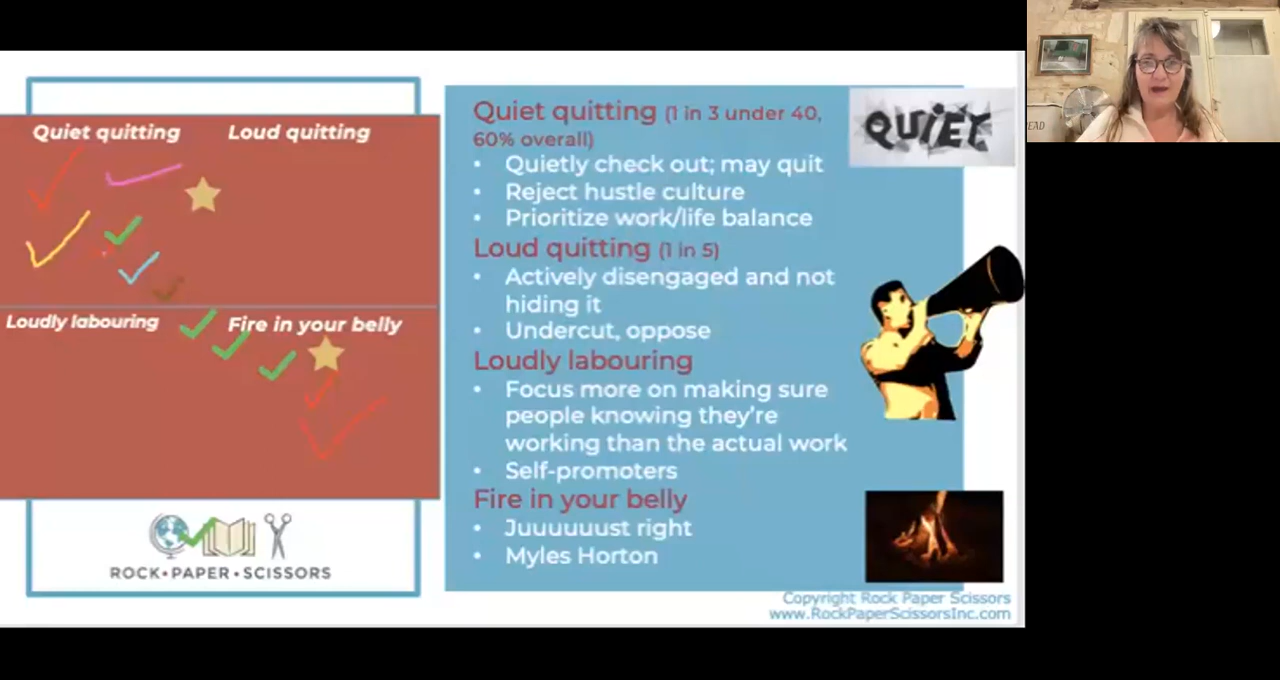 Quiet quitting
Loud quitting
Loudly labouring
Fire in your belly
ROCK•PAPER•SCISSORS
Quiet quitting (1 in 3 under 40,
60% overall)
• Quietly check out; may quit
• Reject hustle culture
• Prioritize work/life balance
Loud quitting (1 in 5)
• Actively disengaged and not
hiding it
• Undercut, oppose
Loudly labouring
• Focus more on making sure
people knowing they're
working than the actual work
• Self-promoters
Fire in your belly
• Juuuuuust right
• Myles Horton
QUiET
Copyright Rock Paper Scissors
www.RockPaperScissorsInc.com